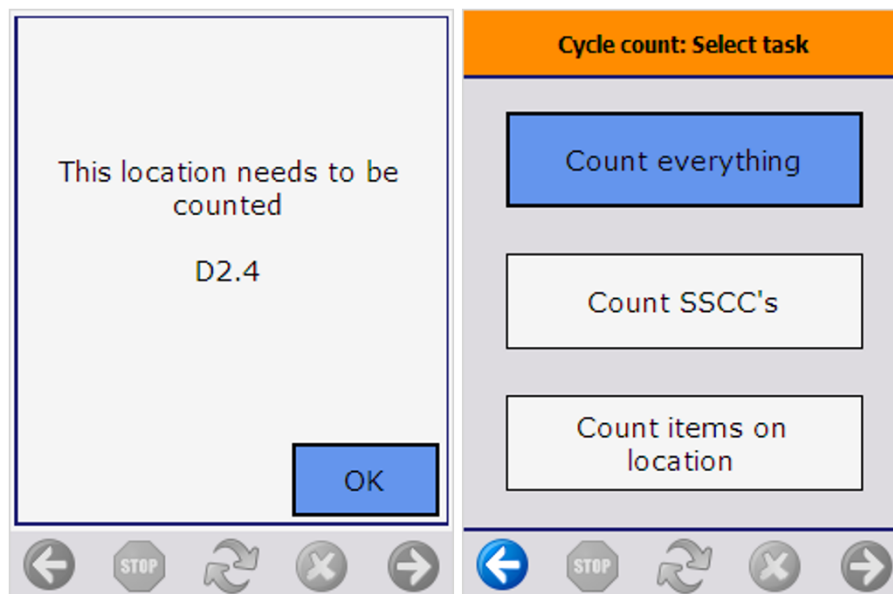 This location needs to be
counted
D2.4
OK
STOP
Cycle count: Select task
Count everything
Count SSCC's
Count items on
location
STOP